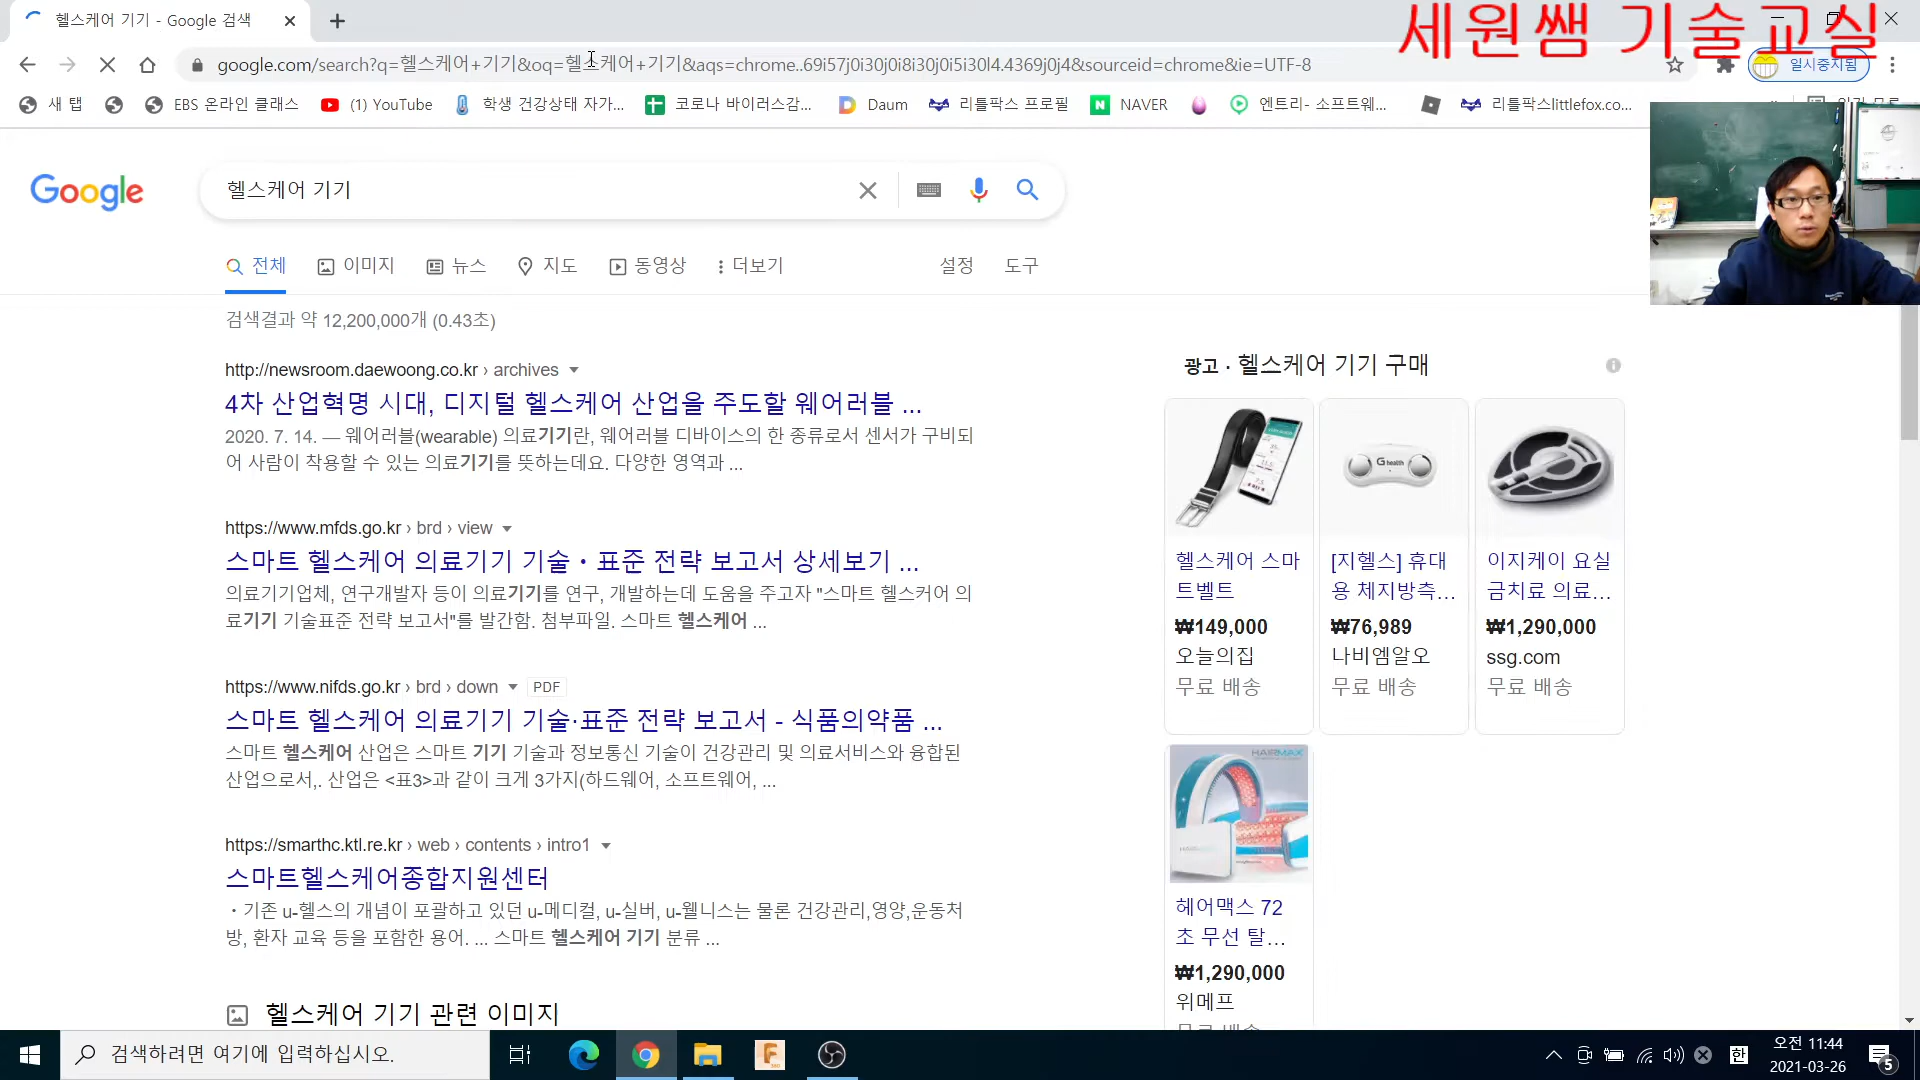 헬스케어 기기 - Google 검색
세원쌤 기술교실
google.com/search?q=헬스케어+기기&oq=헬스케어+기기&aqs=chrome..69i57j0i30j0i8i30j0i5i30l4.4369j0j4&sourceid=chrome&ie=UTF-8
일시중지됨
새 탭
EBS 온라인 클래스
(1) YouTube
학생 건강상태 자가...
코로나 바이러스감...
Daum
리틀팍스 프로필
NAVER
엔트리- 소프트웨...
리틀팍스littlefox.co...
Google
헬스케어 기기
전체 이미지 뉴스 지도 동영상 더보기 설정 도구
검색결과 약 12,200,000개 (0.43초)
http://newsroom.daewoong.co.kr › archives
4차 산업혁명 시대, 디지털 헬스케어 산업을 주도할 웨어러블 ...
2020. 7. 14. — 웨어러블(wearable) 의료기기란, 웨어러블 디바이스의 한 종류로서 센서가 구비되
어 사람이 착용할 수 있는 의료기기를 뜻하는데요. 다양한 영역과 ...
https://www.mfds.go.kr › brd › view
스마트 헬스케어 의료기기 기술・표준 전략 보고서 상세보기 ...
의료기기업체, 연구개발자 등이 의료기기를 연구, 개발하는데 도움을 주고자 "스마트 헬스커어 의
료기기 기술표준 전략 보고서"를 발간함. 첨부파일. 스마트 헬스케어 ...
https://www.nifds.go.kr › brd › down PDF
스마트 헬스케어 의료기기 기술·표준 전략 보고서 - 식품의약품 ...
스마트 헬스케어 산업은 스마트 기기 기술과 정보통신 기술이 건강관리 및 의료서비스와 융합된
산업으로서,. 산업은 <표3>과 같이 크게 3가지(하드웨어, 소프트웨어, ...
https://smarthc.ktl.re.kr › web › contents › intro1
스마트헬스케어종합지원센터
・기존 u-헬스의 개념이 포괄하고 있던 u-메디컬, u-실버, u-웰니스는 물론 건강관리,영양,운동처
방, 환자 교육 등을 포함한 용어. ... 스마트 헬스케어 기기 분류 ...
헬스케어 기기 관련 이미지
광고 · 헬스케어 기기 구매
G health
헬스케어 스마
트벨트
₩149,000
오늘의집
무료 배송
[지헬스] 휴대
용 체지방측...
₩76,989
나비엠알오
무료 배송
이지케이 요실
금치료 의료...
₩1,290,000
ssg.com
무료 배송
HAIRMAX
헤어맥스 72
초 무선 탈...
₩1,290,000
위메프
무료 배송
검색하려면 여기에 입력하십시오.
한
오전 11:44
2021-03-26
5